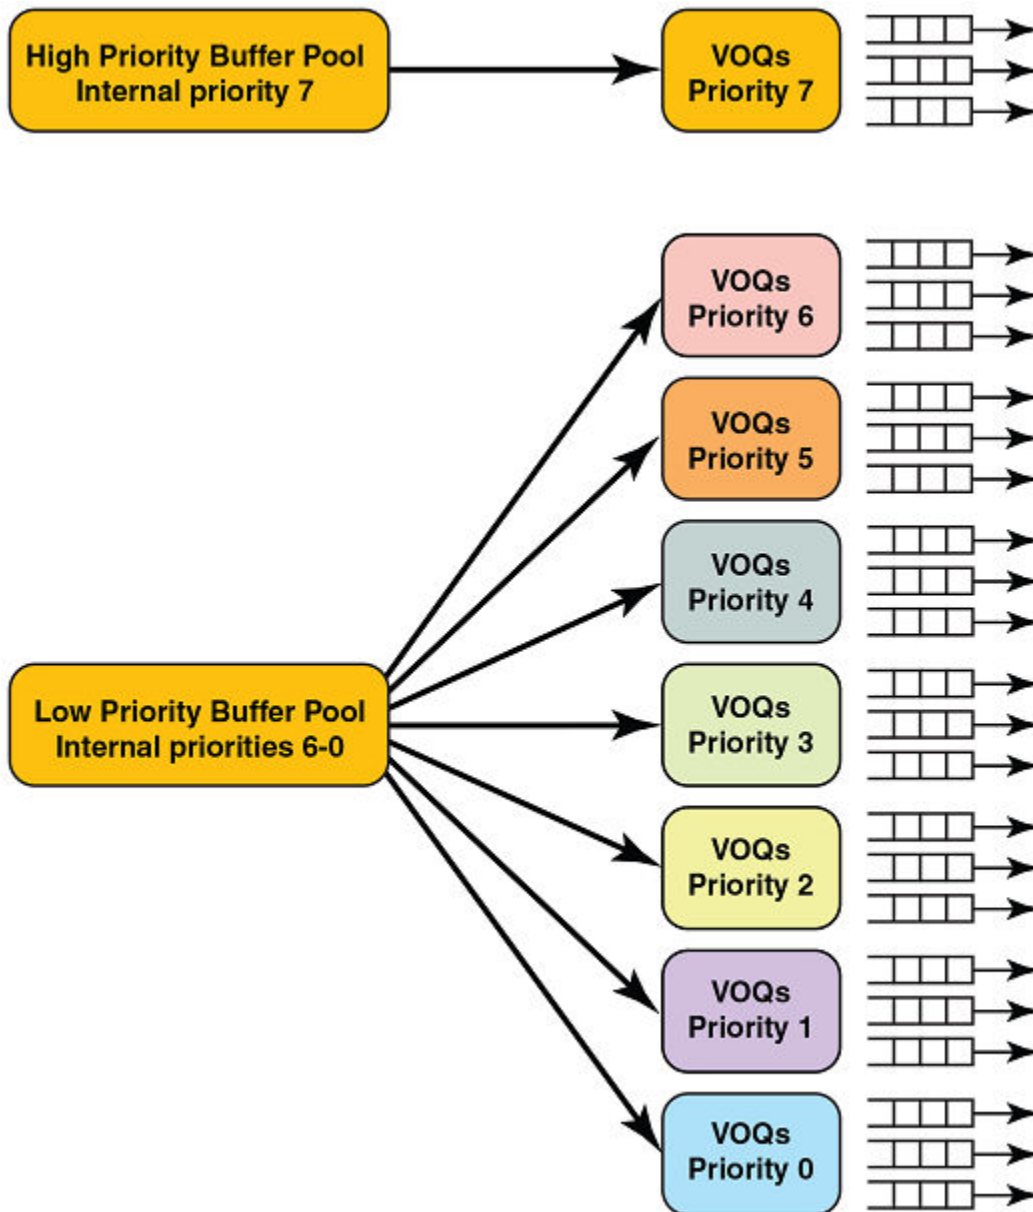 High Priority Buffer Pool
Internal priority 7
VOQs
Priority 7
VOQs
Priority 6
VOQs
Priority 5
VOQs
Priority 4
Low Priority Buffer Pool
Internal priorities 6-0
VOQs
Priority 3
VOQs
Priority 2
VOQs
Priority 1
VOQs
Priority 0